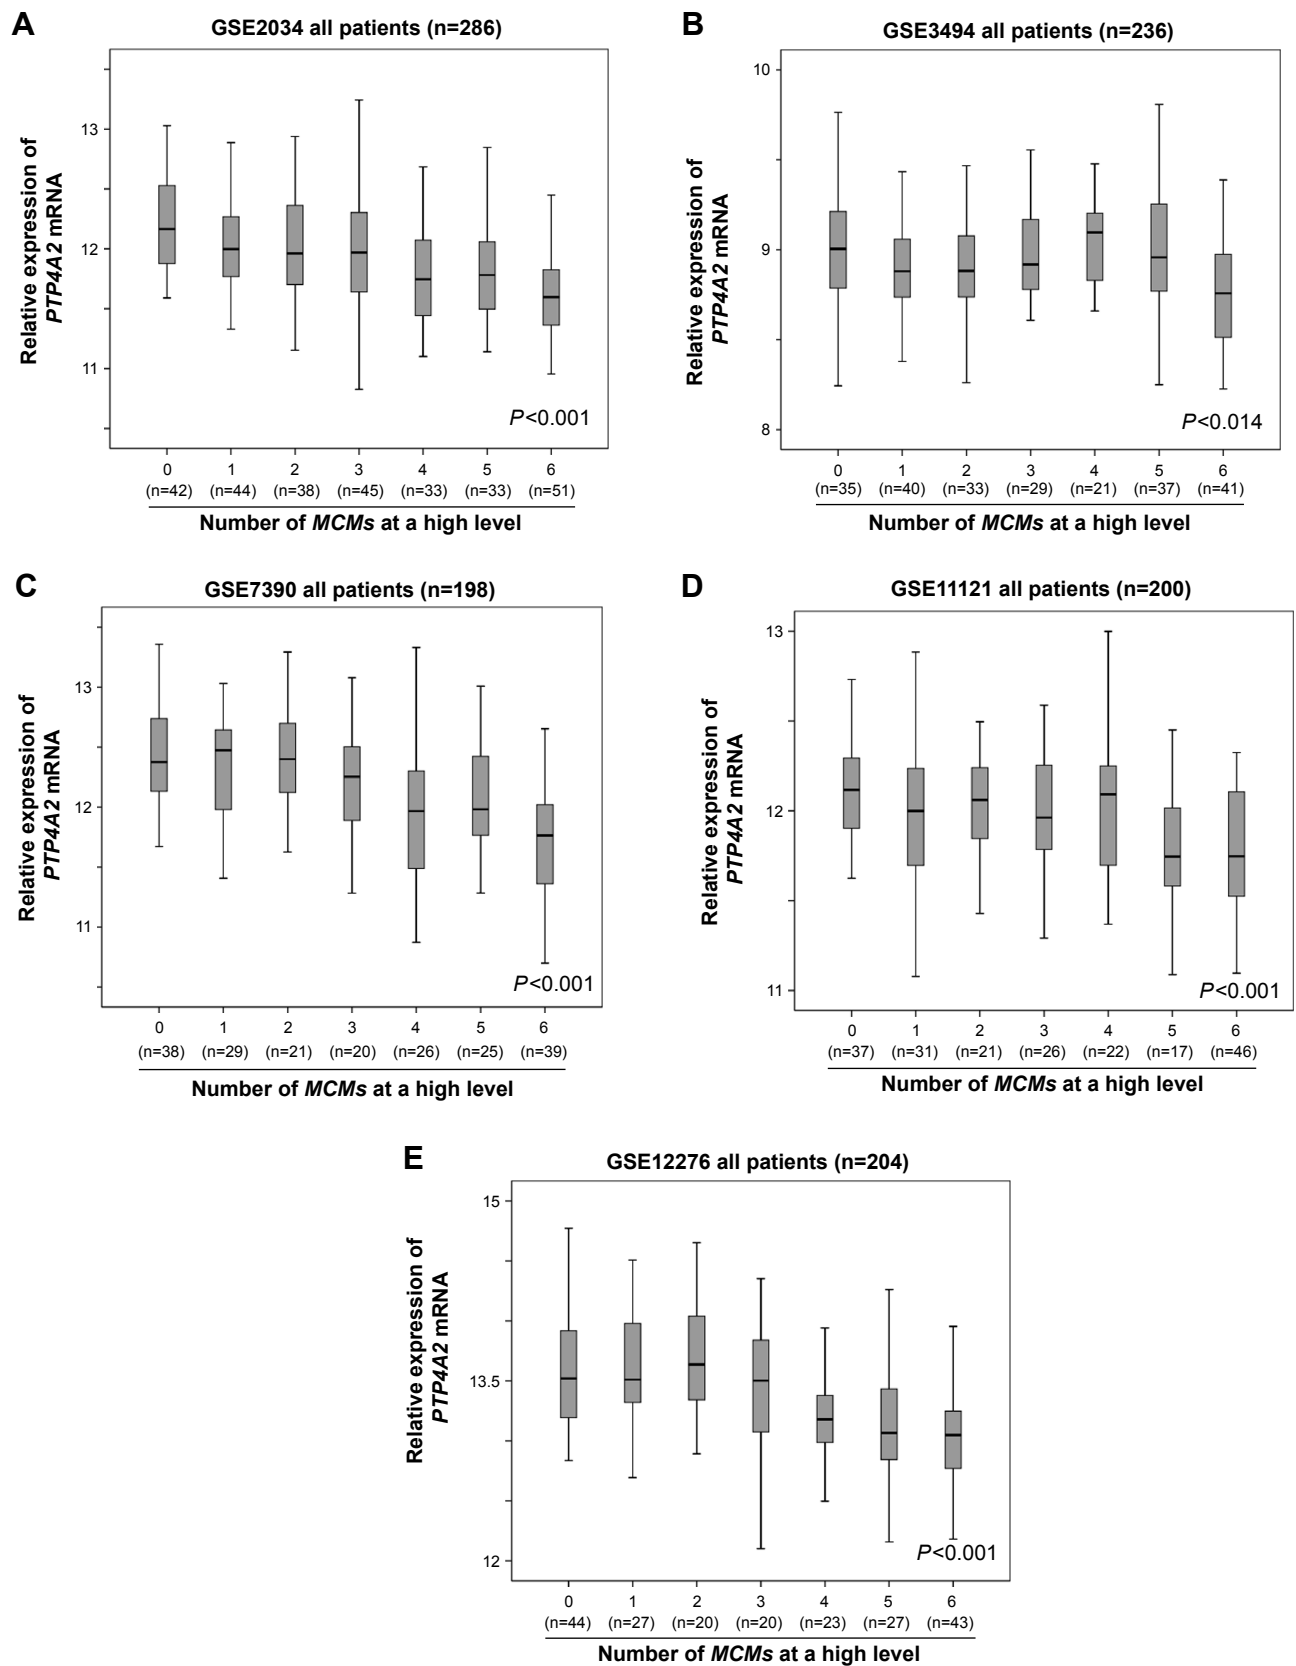 A
GSE2034 all patients (n=286)
Relative expression of
PTP4A2 mRNA
13
12
11
P<0.001
0 1 2 3 4 5 6
(n=42) (n=44) (n=38) (n=45) (n=33) (n=33) (n=51)
Number of MCMs at a high level
B
GSE3494 all patients (n=236)
Relative expression of
PTP4A2 mRNA
10
9
8
P<0.014
0 1 2 3 4 5 6
(n=35) (n=40) (n=33) (n=29) (n=21) (n=37) (n=41)
Number of MCMs at a high level
C
GSE7390 all patients (n=198)
Relative expression of
PTP4A2 mRNA
13
12
11
P<0.001
0 1 2 3 4 5 6
(n=38) (n=29) (n=21) (n=20) (n=26) (n=25) (n=39)
Number of MCMs at a high level
D
GSE11121 all patients (n=200)
Relative expression of
PTP4A2 mRNA
13
12
11
P<0.001
0 1 2 3 4 5 6
(n=37) (n=31) (n=21) (n=26) (n=22) (n=17) (n=46)
Number of MCMs at a high level
E
GSE12276 all patients (n=204)
Relative expression of
PTP4A2 mRNA
15
13.5
12
P<0.001
0 1 2 3 4 5 6
(n=44) (n=27) (n=20) (n=20) (n=23) (n=27) (n=43)
Number of MCMs at a high level